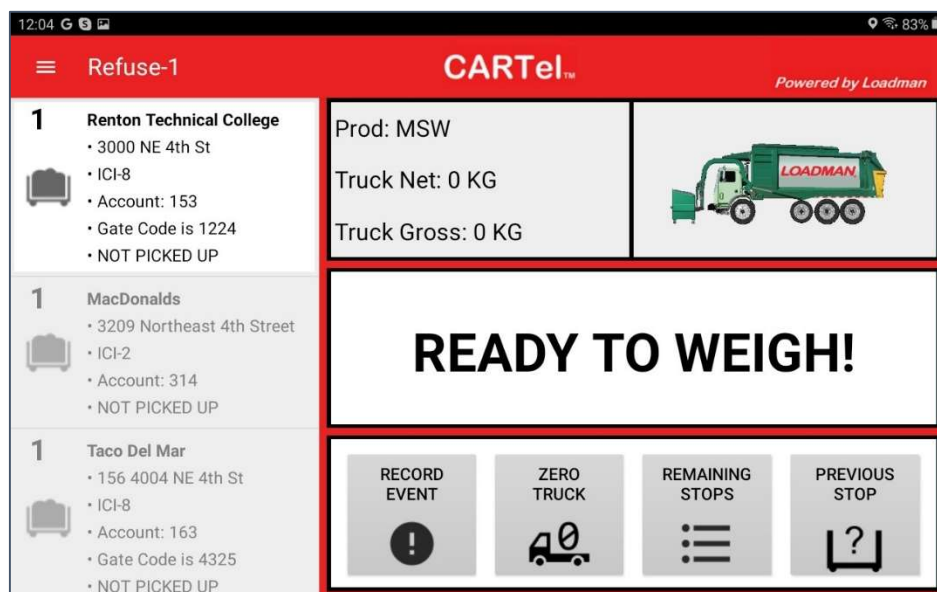 12:04 G S
83%
Refuse-1
CARTel™
Powered by Loadman
1
Renton Technical College
• 3000 NE 4th St
• ICI-8
• Account: 153
• Gate Code is 1224
• NOT PICKED UP
1
MacDonalds
• 3209 Northeast 4th Street
• ICI-2
• Account: 314
• NOT PICKED UP
1
Taco Del Mar
• 156 4004 NE 4th St
• ICI-8
• Account: 163
• Gate Code is 4325
• NOT PICKED UP
Prod: MSW
Truck Net: 0 KG
Truck Gross: 0 KG
LOADMAN
READY TO WEIGH!
RECORD
EVENT
!
ZERO
TRUCK
0
REMAINING
STOPS
PREVIOUS
STOP
?